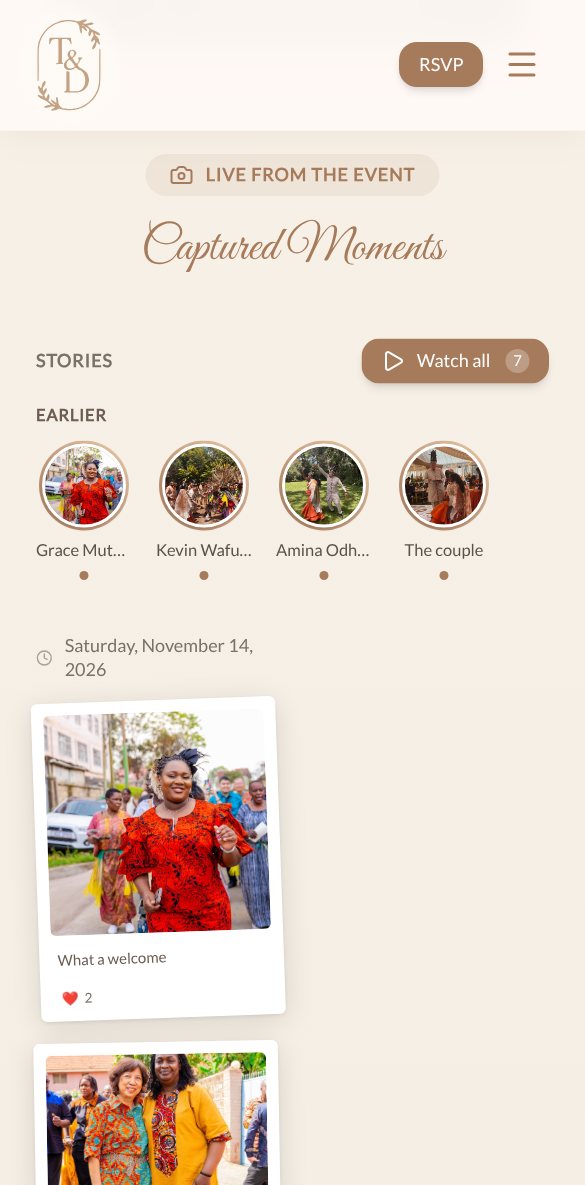 T&D
RSVP
LIVE FROM THE EVENT
Captured Moments
STORIES
Watch all 7
EARLIER
Grace Mut...
Kevin Wafu...
Amina Odh...
The couple
Saturday, November 14,
2026
What a welcome
❤️ 2